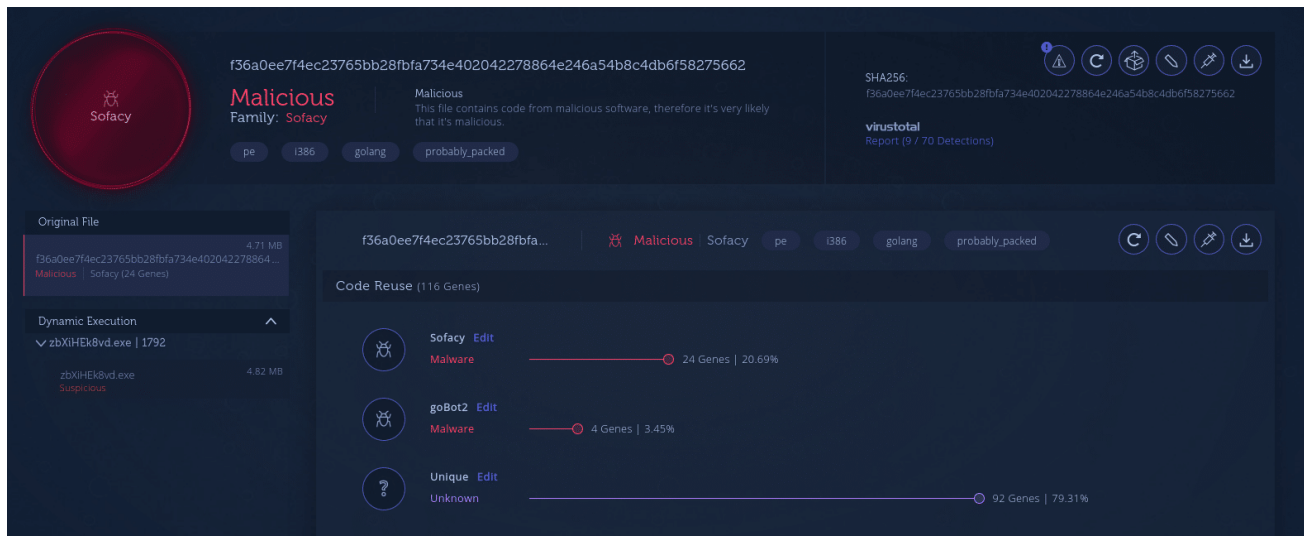 Sofacy
f36a0ee7f4ec23765bb28fbfa734e402042278864e246a54b8c4db6f58275662
Malicious
Family: Sofacy
Malicious
This file contains code from malicious software, therefore it's very likely
that it's malicious.
pe i386 golang probably_packed
SHA256:
f36a0ee7f4ec23765bb28fbfa734e402042278864e246a54b8c4db6f58275662
virustotal
Report (9 / 70 Detections)
Original File
4.71 MB
f36a0ee7f4ec23765bb28fbfa734e402042278864...
Malicious | Sofacy (24 Genes)
Dynamic Execution
zbXiHEk8vd.exe | 1792
zbXiHEk8vd.exe 4.82 MB
Suspicious
f36a0ee7f4ec23765bb28fbfa... Malicious Sofacy pe i386 golang probably_packed
Code Reuse (116 Genes)
Sofacy Edit
Malware 24 Genes | 20.69%
goBot2 Edit
Malware 4 Genes | 3.45%
Unique Edit
Unknown 92 Genes | 79.31%